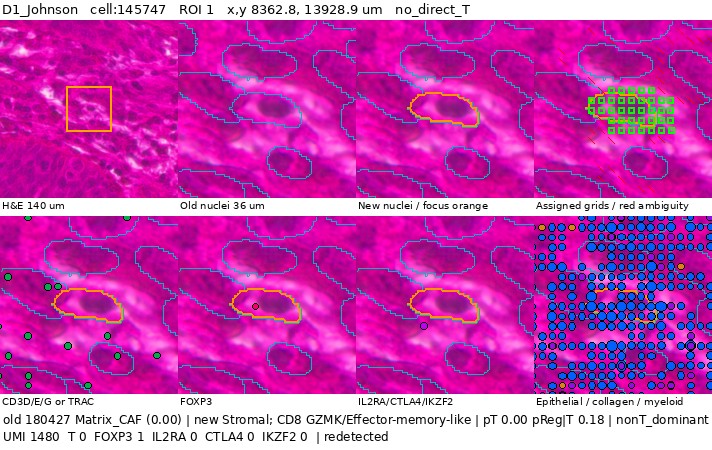 D1_Johnson cell:145747 ROI 1 x,y 8362.8, 13928.9 um no_direct_T
H&E 140 um
Old nuclei 36 um
New nuclei / focus orange
Assigned grids / red ambiguity
CD3D/E/G or TRAC
FOXP3
IL2RA/CTLA4/IKZF2
Epithelial / collagen / myeloid
old 180427 Matrix_CAF (0.00) | new Stromal; CD8 GZMK/Effector-memory-like | pT 0.00 pReg|T 0.18 | nonT_dominant
UMI 1480 T 0 FOXP3 1 IL2RA 0 CTLA4 0 IKZF2 0 | redetected